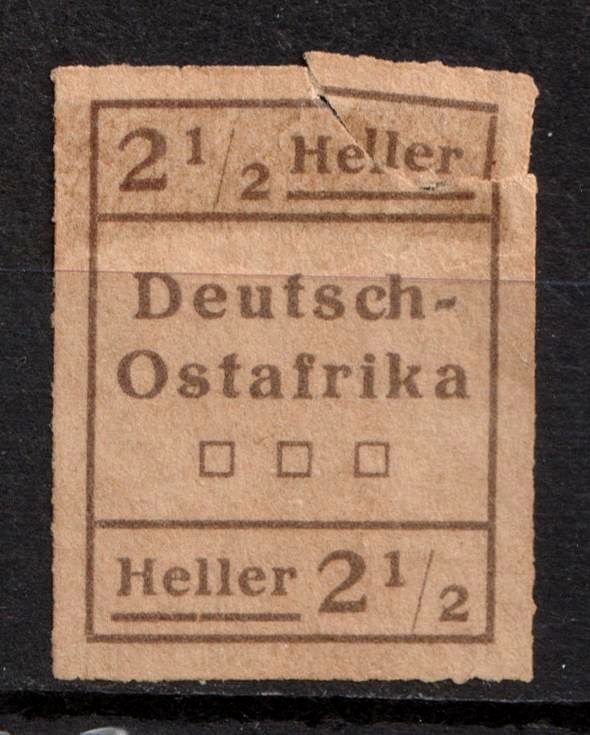 2 1/2 Heller
Deutsch-
Ostafrika
Heller 2 1/2